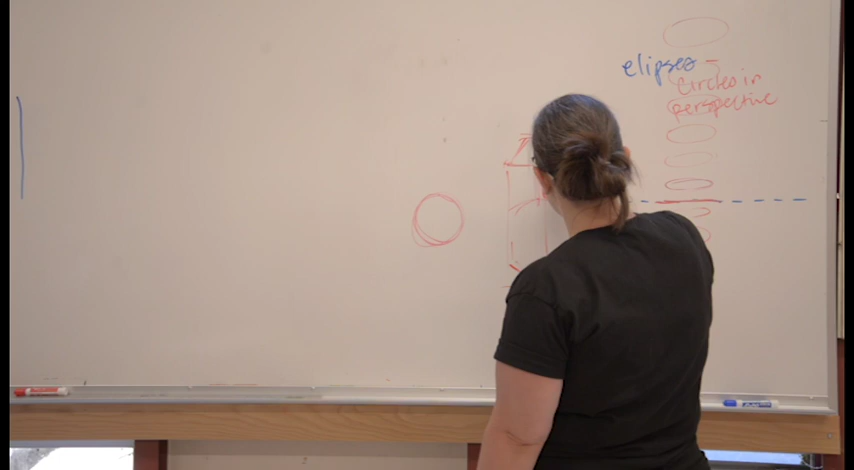 elipses -
circles in
perspective